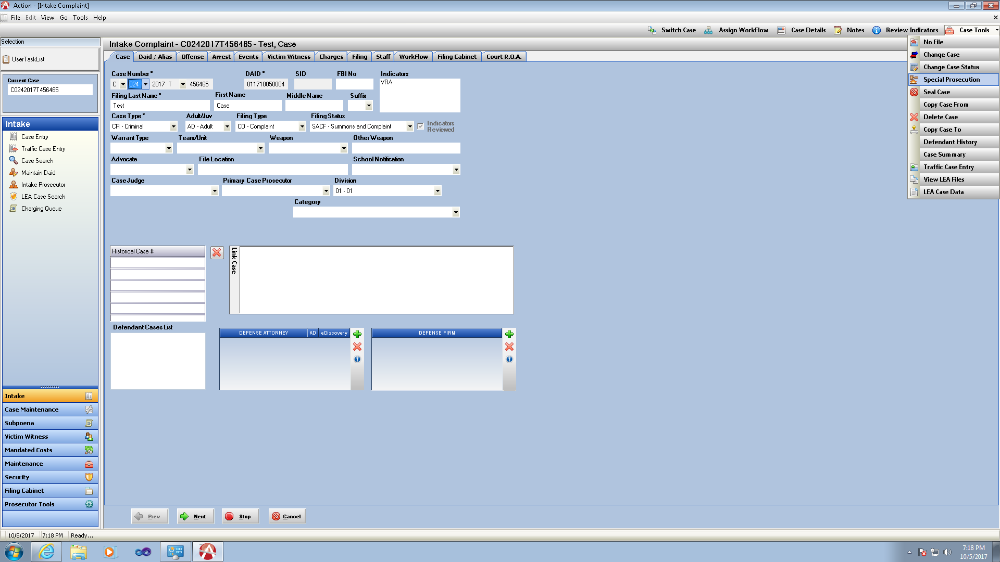 Action - [Intake Complaint]
File Edit View Go Tools Help
Switch Case Assign WorkFlow Case Details Notes Review Indicators Case Tools
Selection
UserTaskList
Current Case
C0242017T456465
Intake
Case Entry
Traffic Case Entry
Case Search
Maintain Daid
Intake Prosecutor
LEA Case Search
Charging Queue
Intake
Case Maintenance
Subpoena
Victim Witness
Mandated Costs
Maintenance
Security
Filing Cabinet
Prosecutor Tools
Intake Complaint - C0242017T456465 - Test, Case
Case Daid / Alias Offense Arrest Events Victim Witness Charges Filing Staff WorkFlow Filing Cabinet Court R.O.A.
Case Number * DAID * SID FBI No Indicators
C 024 2017 T 456465 011710050004 VRA
Filing Last Name * First Name Middle Name Suffix
Test Case
Case Type * Adult/Juv Filing Type Filing Status
CR - Criminal AD - Adult CO - Complaint SACF - Summons and Complaint Indicators Reviewed
Warrant Type Team/Unit Weapon Other Weapon
Advocate File Location School Notification
Case Judge Primary Case Prosecutor Division
01 - 01
Category
Historical Case #
Link Case
Defendant Cases List
DEFENSE ATTORNEY AD eDiscovery
DEFENSE FIRM
Prev Next Stop Cancel
No File
Change Case
Change Case Status
Special Prosecution
Seal Case
Copy Case From
Delete Case
Copy Case To
Defendant History
Case Summary
Traffic Case Entry
View LEA Files
LEA Case Data
10/5/2017 7:18 PM Ready...
7:18 PM
10/5/2017